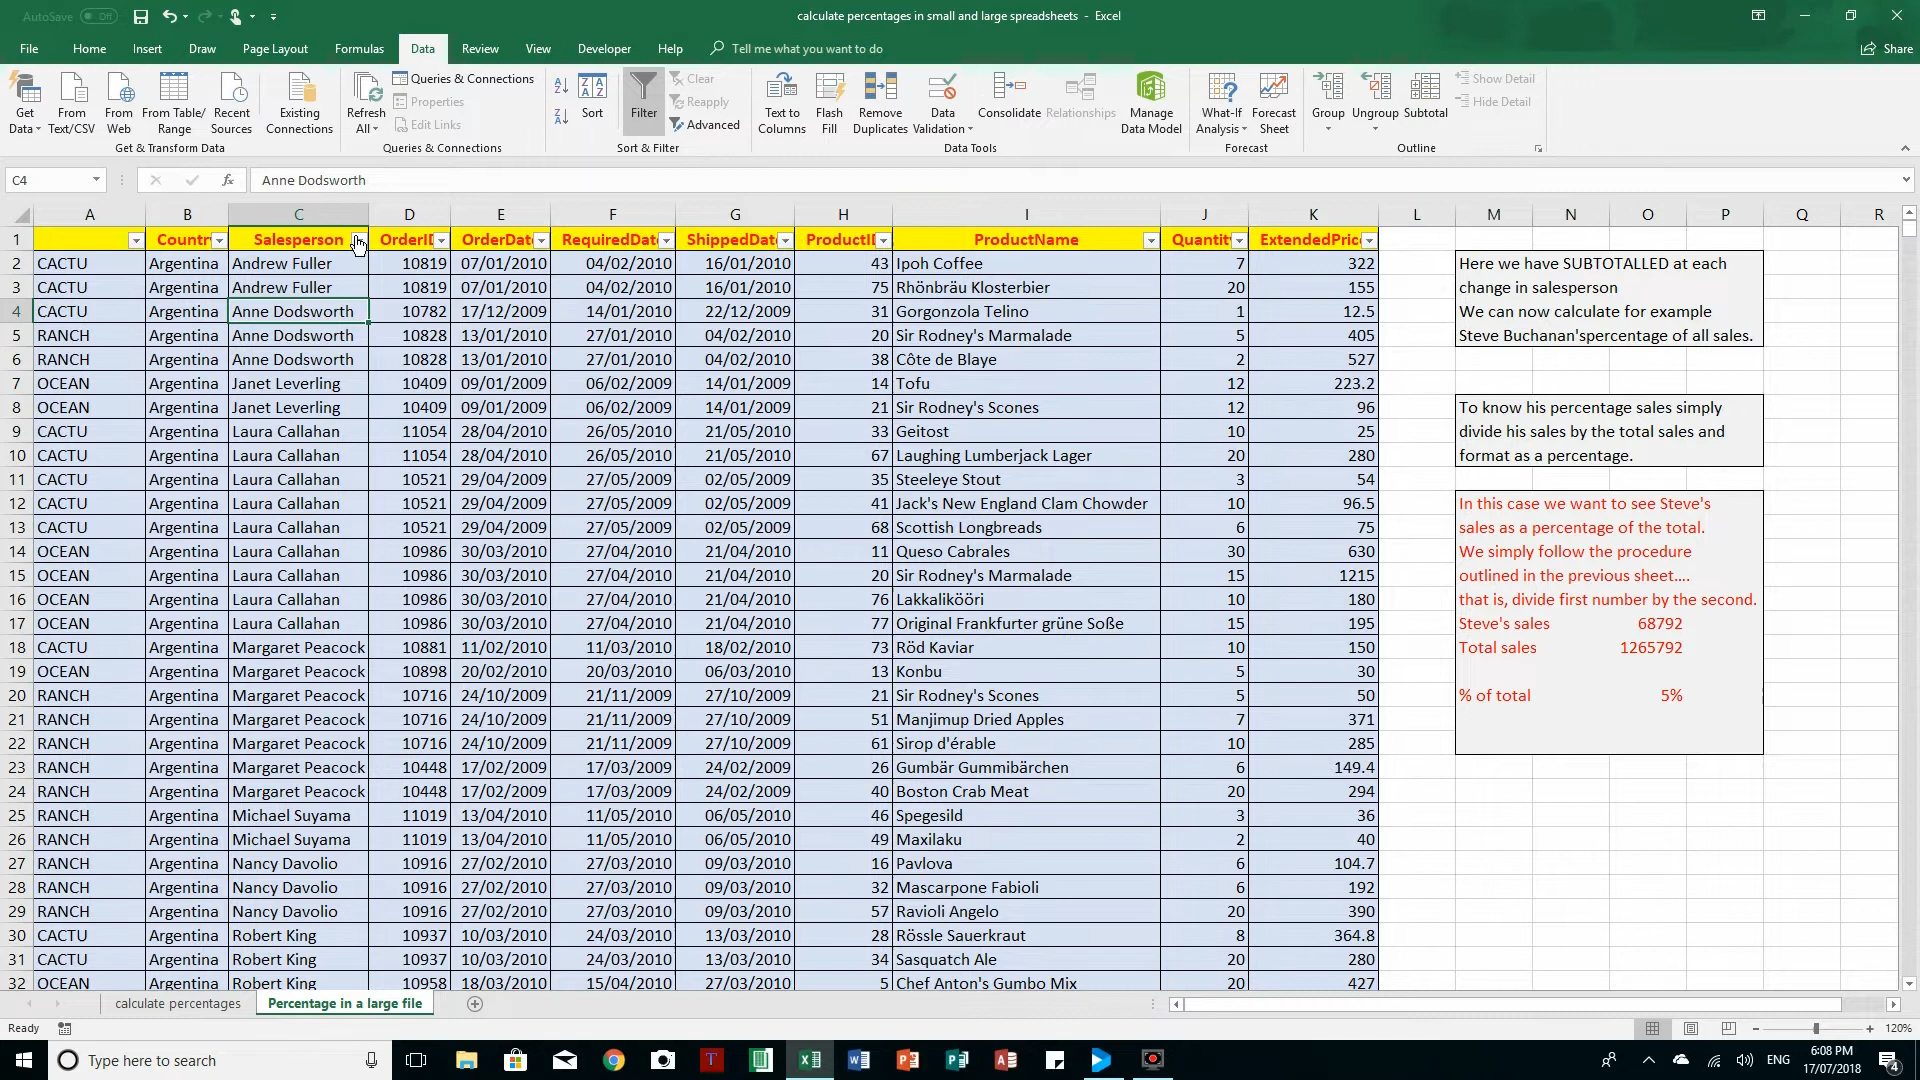 AutoSave Off
calculate percentages in small and large spreadsheets - Excel
File Home Insert Draw Page Layout Formulas Data Review View Developer Help Tell me what you want to do Share
Get Data From Text/CSV From Web From Table/ Range Recent Sources Existing Connections Refresh All Queries & Connections Properties Edit Links Sort Filter Clear Reapply Advanced Text to Columns Flash Fill Remove Duplicates Data Validation Consolidate Relationships Manage Data Model What-If Analysis Forecast Sheet Group Ungroup Subtotal Show Detail Hide Detail
Get & Transform Data Queries & Connections Sort & Filter Data Tools Forecast Outline
C4 fx Anne Dodsworth
A B C D E F G H I J K L M N O P Q R
1 Countr Salesperson OrderID OrderDat RequiredDat ShippedDat ProductID ProductName Quantit ExtendedPric
2 CACTU Argentina Andrew Fuller 10819 07/01/2010 04/02/2010 16/01/2010 43 Ipoh Coffee 7 322
3 CACTU Argentina Andrew Fuller 10819 07/01/2010 04/02/2010 16/01/2010 75 Rhönbräu Klosterbier 20 155
4 CACTU Argentina Anne Dodsworth 10782 17/12/2009 14/01/2010 22/12/2009 31 Gorgonzola Telino 1 12.5
5 RANCH Argentina Anne Dodsworth 10828 13/01/2010 27/01/2010 04/02/2010 20 Sir Rodney's Marmalade 5 405
6 RANCH Argentina Anne Dodsworth 10828 13/01/2010 27/01/2010 04/02/2010 38 Côte de Blaye 2 527
7 OCEAN Argentina Janet Leverling 10409 09/01/2009 06/02/2009 14/01/2009 14 Tofu 12 223.2
8 OCEAN Argentina Janet Leverling 10409 09/01/2009 06/02/2009 14/01/2009 21 Sir Rodney's Scones 12 96
9 CACTU Argentina Laura Callahan 11054 28/04/2010 26/05/2010 21/05/2010 33 Geitost 10 25
10 CACTU Argentina Laura Callahan 11054 28/04/2010 26/05/2010 21/05/2010 67 Laughing Lumberjack Lager 20 280
11 CACTU Argentina Laura Callahan 10521 29/04/2009 27/05/2009 02/05/2009 35 Steeleye Stout 3 54
12 CACTU Argentina Laura Callahan 10521 29/04/2009 27/05/2009 02/05/2009 41 Jack's New England Clam Chowder 10 96.5
13 CACTU Argentina Laura Callahan 10521 29/04/2009 27/05/2009 02/05/2009 68 Scottish Longbreads 6 75
14 OCEAN Argentina Laura Callahan 10986 30/03/2010 27/04/2010 21/04/2010 11 Queso Cabrales 30 630
15 OCEAN Argentina Laura Callahan 10986 30/03/2010 27/04/2010 21/04/2010 20 Sir Rodney's Marmalade 15 1215
16 OCEAN Argentina Laura Callahan 10986 30/03/2010 27/04/2010 21/04/2010 76 Lakkalikööri 10 180
17 OCEAN Argentina Laura Callahan 10986 30/03/2010 27/04/2010 21/04/2010 77 Original Frankfurter grüne Soße 15 195
18 CACTU Argentina Margaret Peacock 10881 11/02/2010 11/03/2010 18/02/2010 73 Röd Kaviar 10 150
19 OCEAN Argentina Margaret Peacock 10898 20/02/2010 20/03/2010 06/03/2010 13 Konbu 5 30
20 RANCH Argentina Margaret Peacock 10716 24/10/2009 21/11/2009 27/10/2009 21 Sir Rodney's Scones 5 50
21 RANCH Argentina Margaret Peacock 10716 24/10/2009 21/11/2009 27/10/2009 51 Manjimup Dried Apples 7 371
22 RANCH Argentina Margaret Peacock 10716 24/10/2009 21/11/2009 27/10/2009 61 Sirop d'érable 10 285
23 RANCH Argentina Margaret Peacock 10448 17/02/2009 17/03/2009 24/02/2009 26 Gumbär Gummibärchen 6 149.4
24 RANCH Argentina Margaret Peacock 10448 17/02/2009 17/03/2009 24/02/2009 40 Boston Crab Meat 20 294
25 RANCH Argentina Michael Suyama 11019 13/04/2010 11/05/2010 06/05/2010 46 Spegesild 3 36
26 RANCH Argentina Michael Suyama 11019 13/04/2010 11/05/2010 06/05/2010 49 Maxilaku 2 40
27 RANCH Argentina Nancy Davolio 10916 27/02/2010 27/03/2010 09/03/2010 16 Pavlova 6 104.7
28 RANCH Argentina Nancy Davolio 10916 27/02/2010 27/03/2010 09/03/2010 32 Mascarpone Fabioli 6 192
29 RANCH Argentina Nancy Davolio 10916 27/02/2010 27/03/2010 09/03/2010 57 Ravioli Angelo 20 390
30 CACTU Argentina Robert King 10937 10/03/2010 24/03/2010 13/03/2010 28 Rössle Sauerkraut 8 364.8
31 CACTU Argentina Robert King 10937 10/03/2010 24/03/2010 13/03/2010 34 Sasquatch Ale 20 280
32 OCEAN Argentina Robert King 10958 18/03/2010 15/04/2010 27/03/2010 5 Chef Anton's Gumbo Mix 20 427
Here we have SUBTOTALLED at each
change in salesperson
We can now calculate for example
Steve Buchanan'spercentage of all sales.
To know his percentage sales simply
divide his sales by the total sales and
format as a percentage.
In this case we want to see Steve's
sales as a percentage of the total.
We simply follow the procedure
outlined in the previous sheet....
that is, divide first number by the second.
Steve's sales 68792
Total sales 1265792
% of total 5%
calculate percentages Percentage in a large file
Ready 120%
Type here to search ENG 6:08 PM
17/07/2018 4